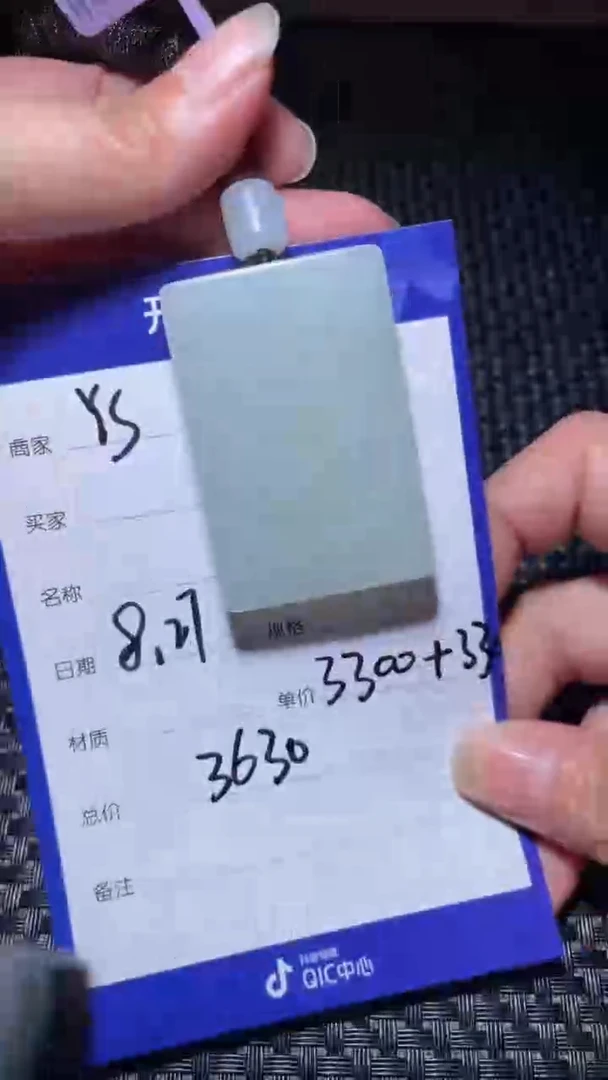 开
商家 YS
买家
名称
日期 8.27
规格
单价 3300+33
材质
3630
总价
备注
QIC中心